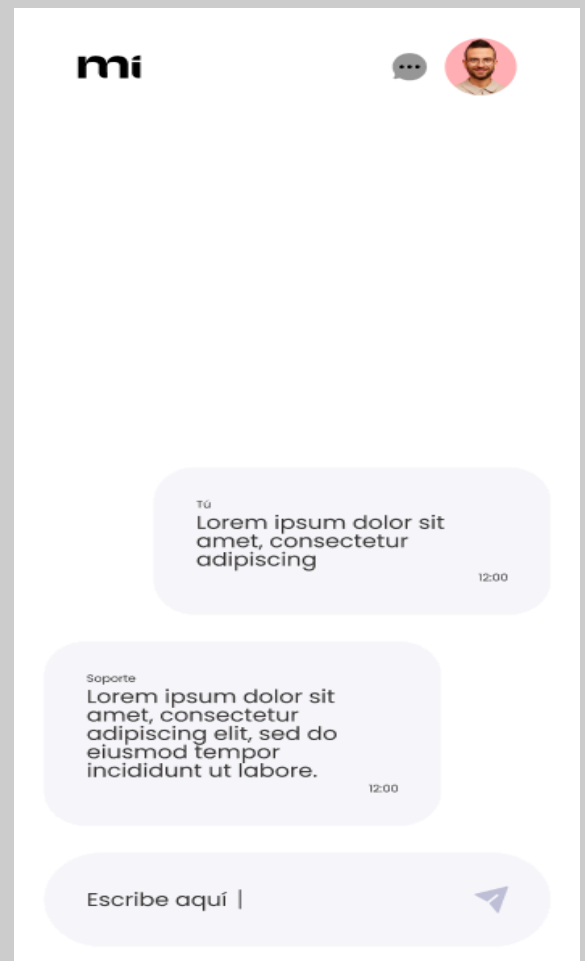 mi
Tú
Lorem ipsum dolor sit
amet, consectetur
adipiscing
12:00
Soporte
Lorem ipsum dolor sit
amet, consectetur
adipiscing elit, sed do
eiusmod tempor
incididunt ut labore.
12:00
Escribe aquí |